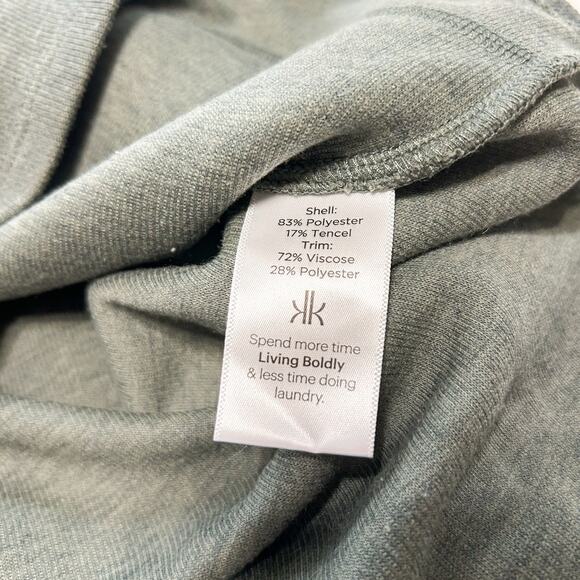 Shell:
83% Polyester
17% Tencel
Trim:
72% Viscose
28% Polyester
kk
Spend more time
Living Boldly
& less time doing
laundry.